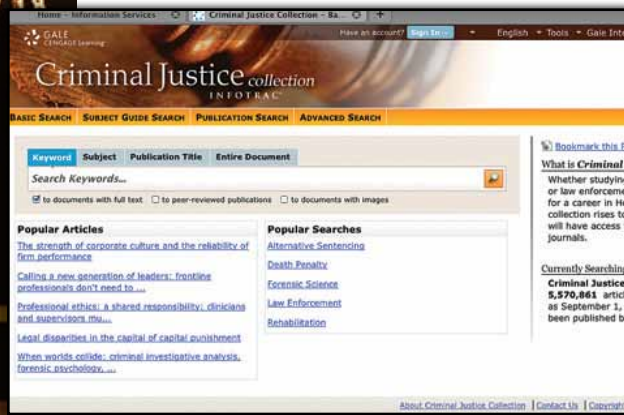 Home - Information Services
Criminal Justice Collection - Ba...
GALE
CENGAGE Learning
Have an account? Sign In
English
Tools
Gale Inte
Criminal Justice collection
INFOTRAC
BASIC SEARCH SUBJECT GUIDE SEARCH PUBLICATION SEARCH ADVANCED SEARCH
Keyword Subject Publication Title Entire Document
Search Keywords...
to documents with full text to peer-reviewed publications to documents with images
Popular Articles
The strength of corporate culture and the reliability of
firm performance
Calling a new generation of leaders: frontline
professionals don't need to ...
Professional ethics: a shared responsibility: clinicians
and supervisors mu...
Legal disparities in the capital of capital punishment
When worlds collide: criminal investigative analysis,
forensic psychology, ...
Popular Searches
Alternative Sentencing
Death Penalty
Forensic Science
Law Enforcement
Rehabilitation
Bookmark this P
What is Criminal
Whether studying
or law enforceme
for a career in Ho
collection rises to
will have access
journals.
Currently Searching
Criminal Justice
5,570,861 articl
as September 1,
been published b
About Criminal Justice Collection | Contact Us | Copyright